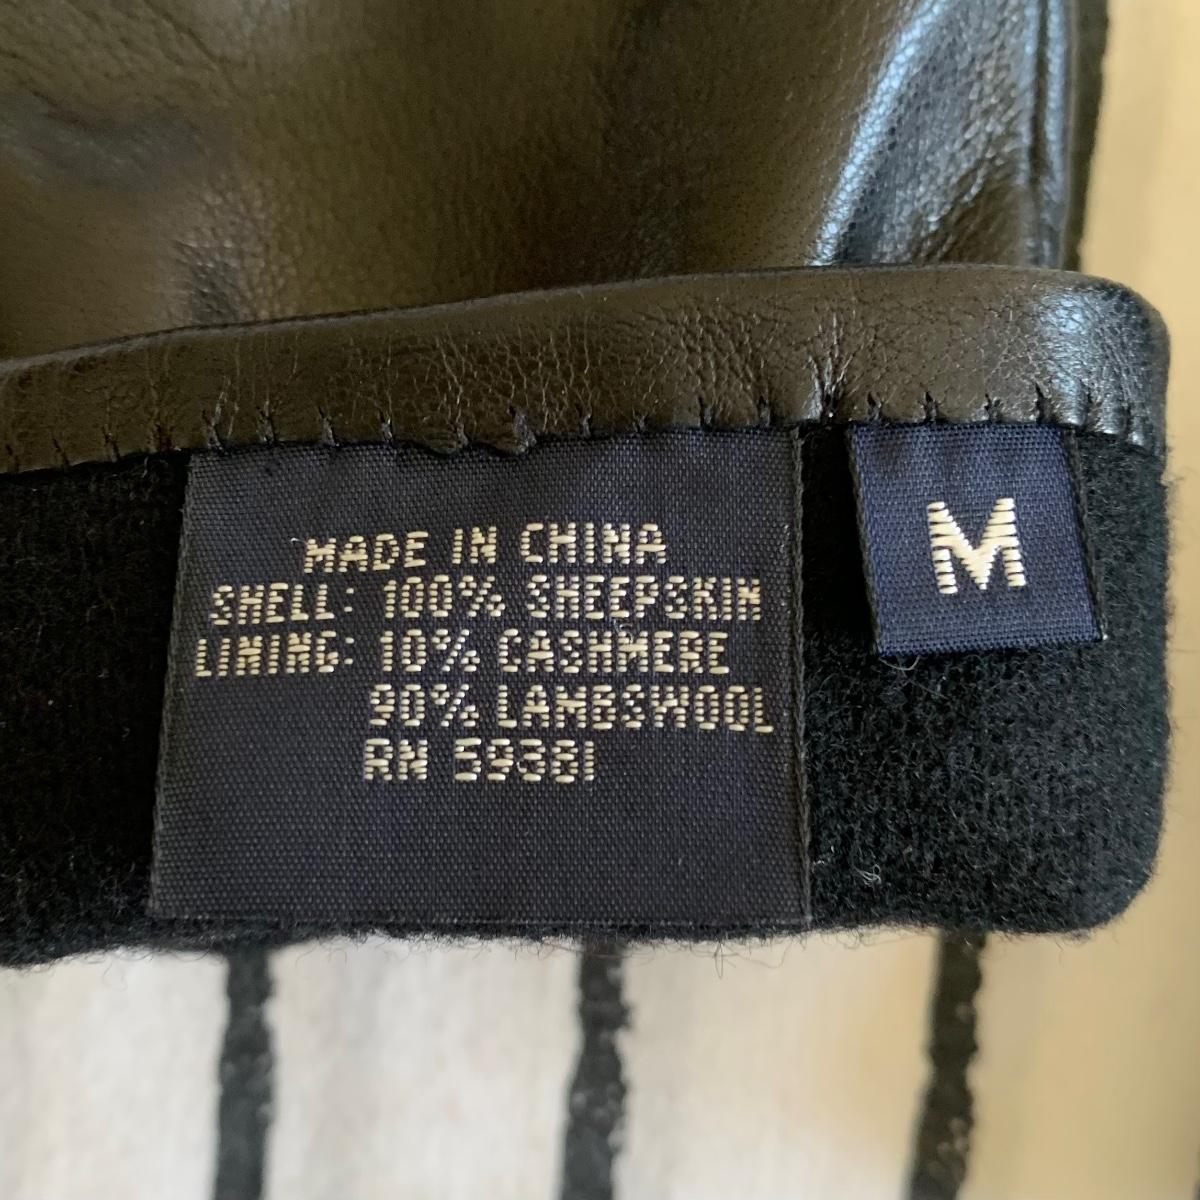 MADE IN CHINA
SHELL: 100% SHEEPSKIN
LINING: 10% CASHMERE
90% LAMBSWOOL
RN 59381
M